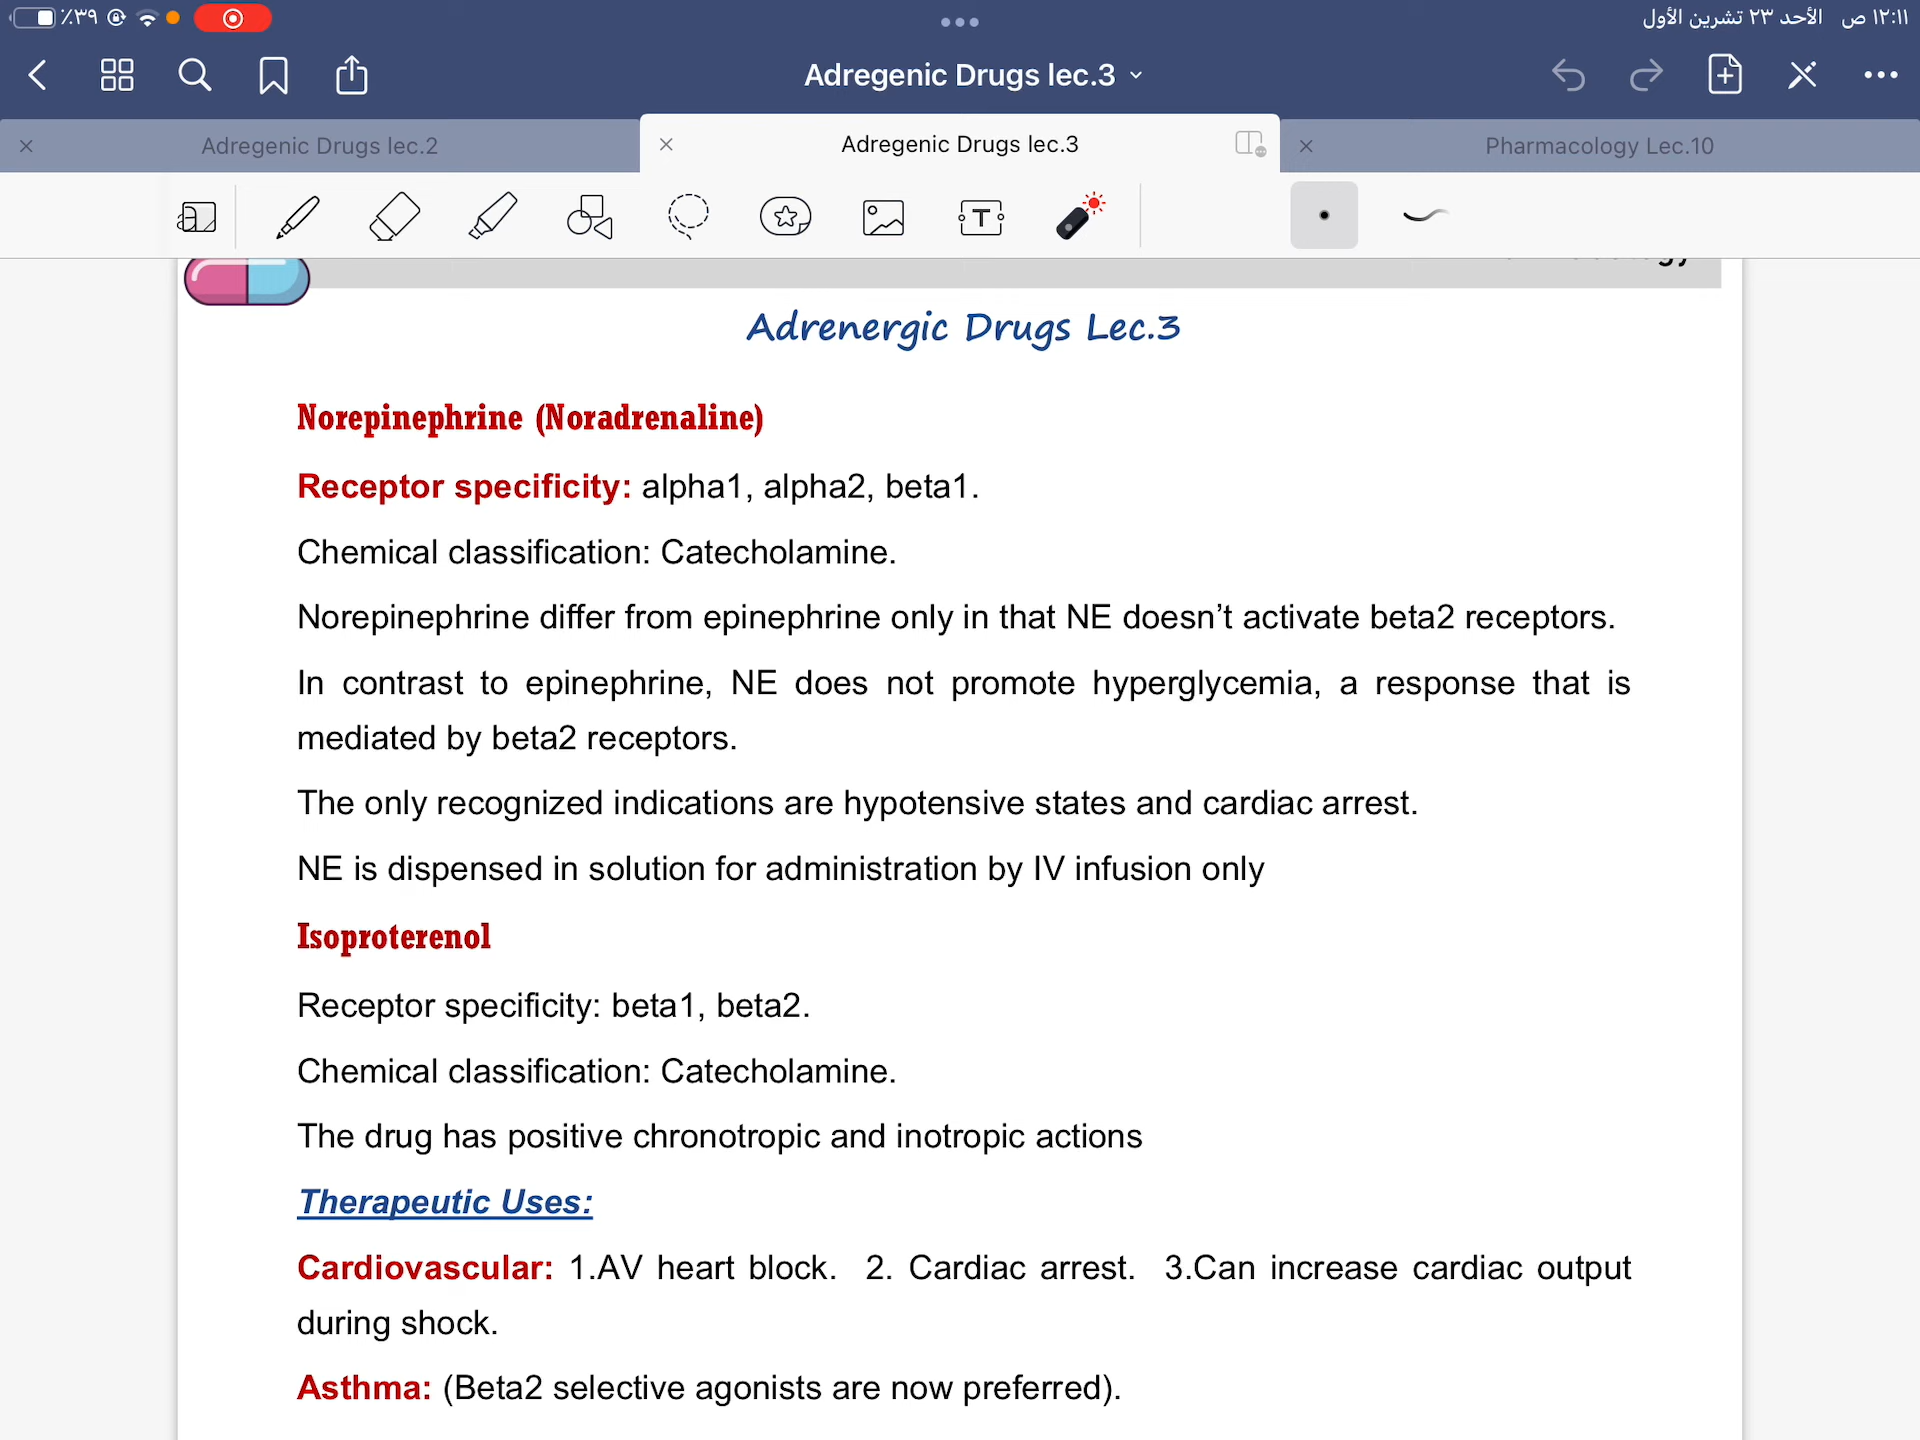 ٪٣٩
١٢:١١ ص الأحد ٢٣ تشرين الأول
Adregenic Drugs lec.3
Adregenic Drugs lec.2
Adregenic Drugs lec.3
Pharmacology Lec.10
Adrenergic Drugs Lec.3
Norepinephrine (Noradrenaline)
Receptor specificity: alpha1, alpha2, beta1.
Chemical classification: Catecholamine.
Norepinephrine differ from epinephrine only in that NE doesn’t activate beta2 receptors.
In contrast to epinephrine, NE does not promote hyperglycemia, a response that is
mediated by beta2 receptors.
The only recognized indications are hypotensive states and cardiac arrest.
NE is dispensed in solution for administration by IV infusion only
Isoproterenol
Receptor specificity: beta1, beta2.
Chemical classification: Catecholamine.
The drug has positive chronotropic and inotropic actions
Therapeutic Uses:
Cardiovascular: 1.AV heart block. 2. Cardiac arrest. 3.Can increase cardiac output
during shock.
Asthma: (Beta2 selective agonists are now preferred).